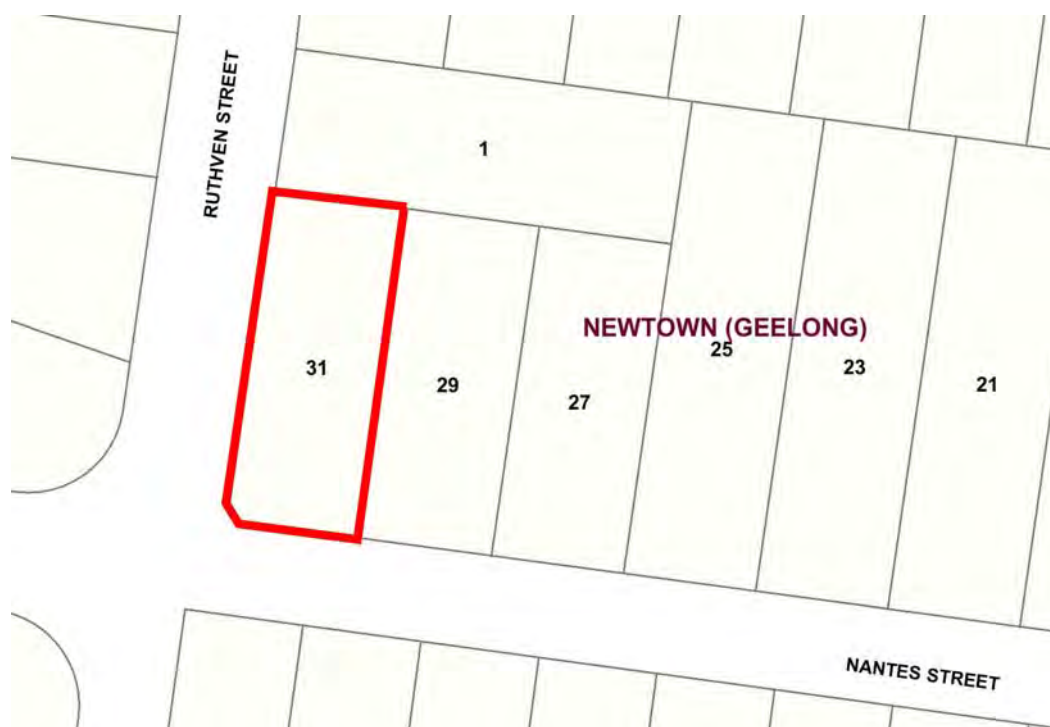 RUTHVEN STREET
1
NEWTOWN (GEELONG)
31
29
27
25
23
21
NANTES STREET